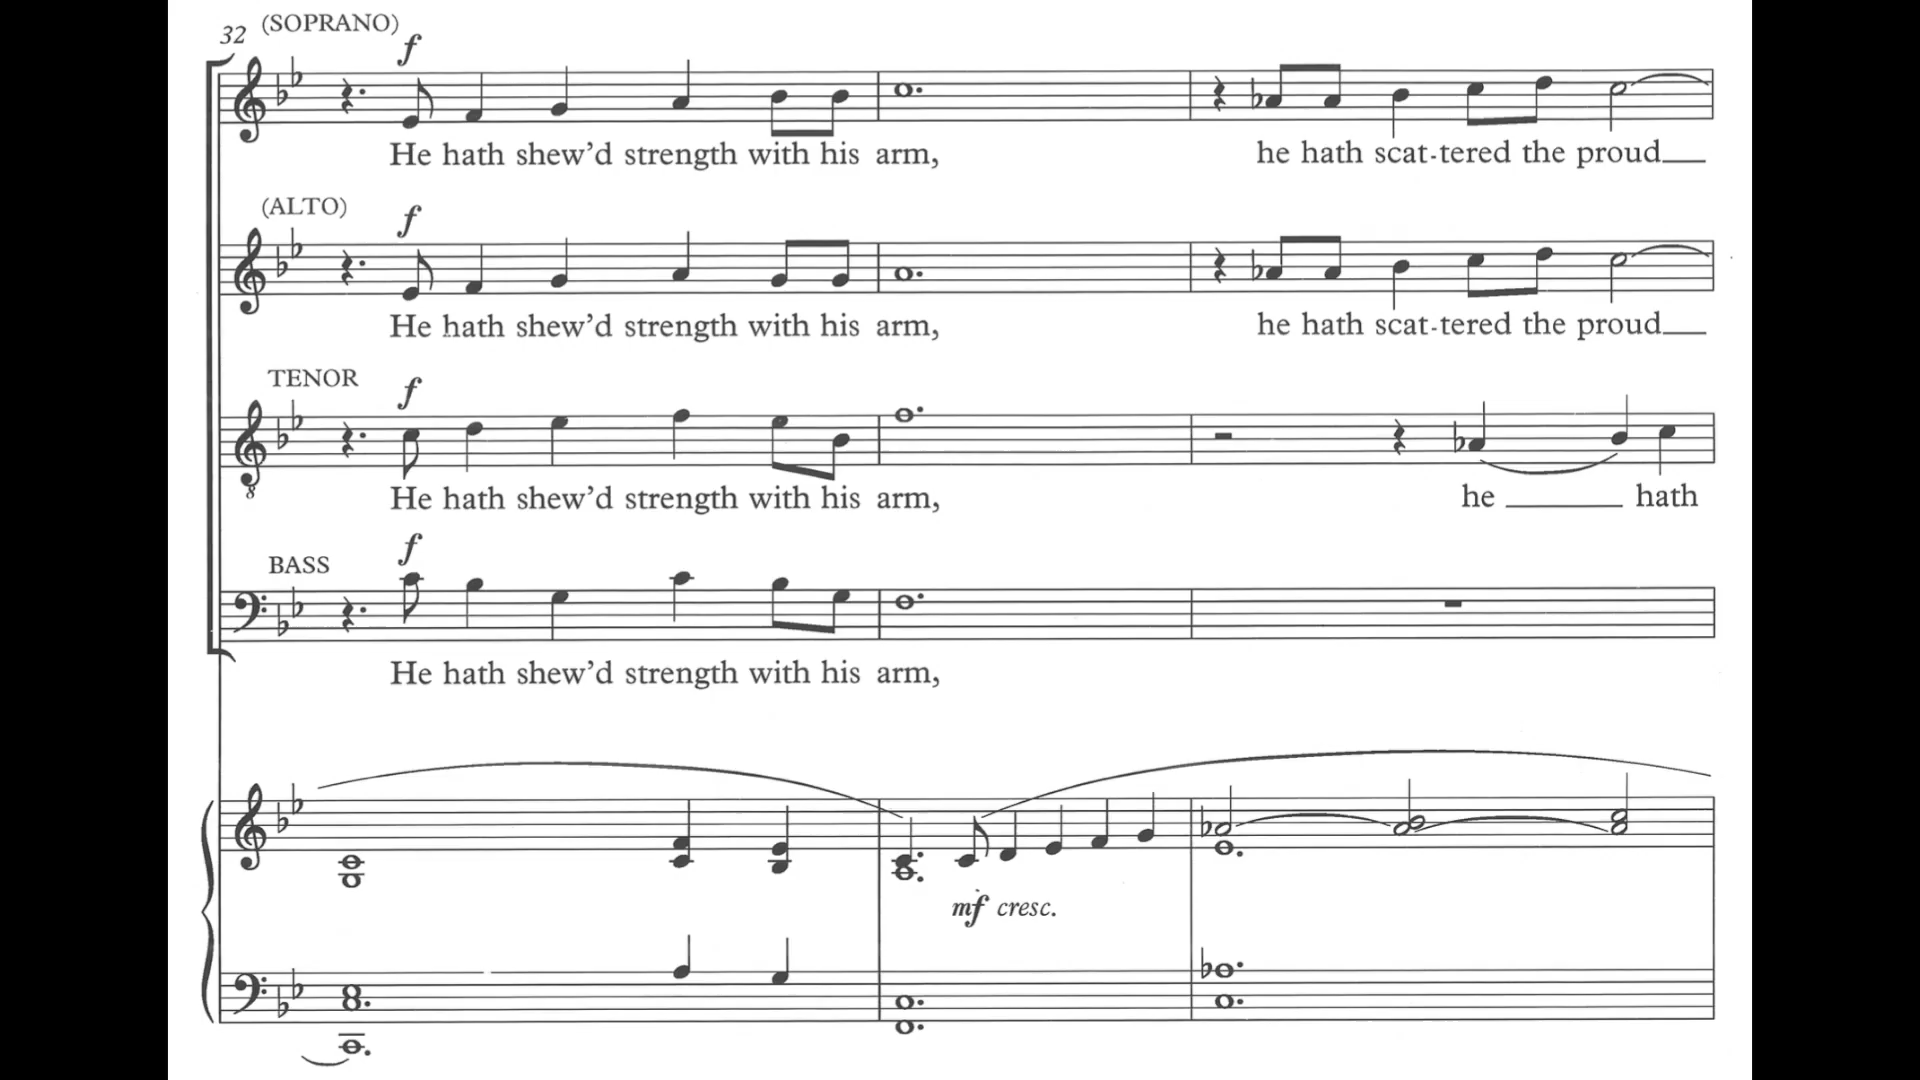 (SOPRANO)
32
f
He hath shew'd strength with his arm, he hath scat-tered the proud
(ALTO)
f
He hath shew'd strength with his arm, he hath scat-tered the proud
TENOR
f
8
He hath shew'd strength with his arm, he hath
BASS
f
He hath shew'd strength with his arm,
mf cresc.